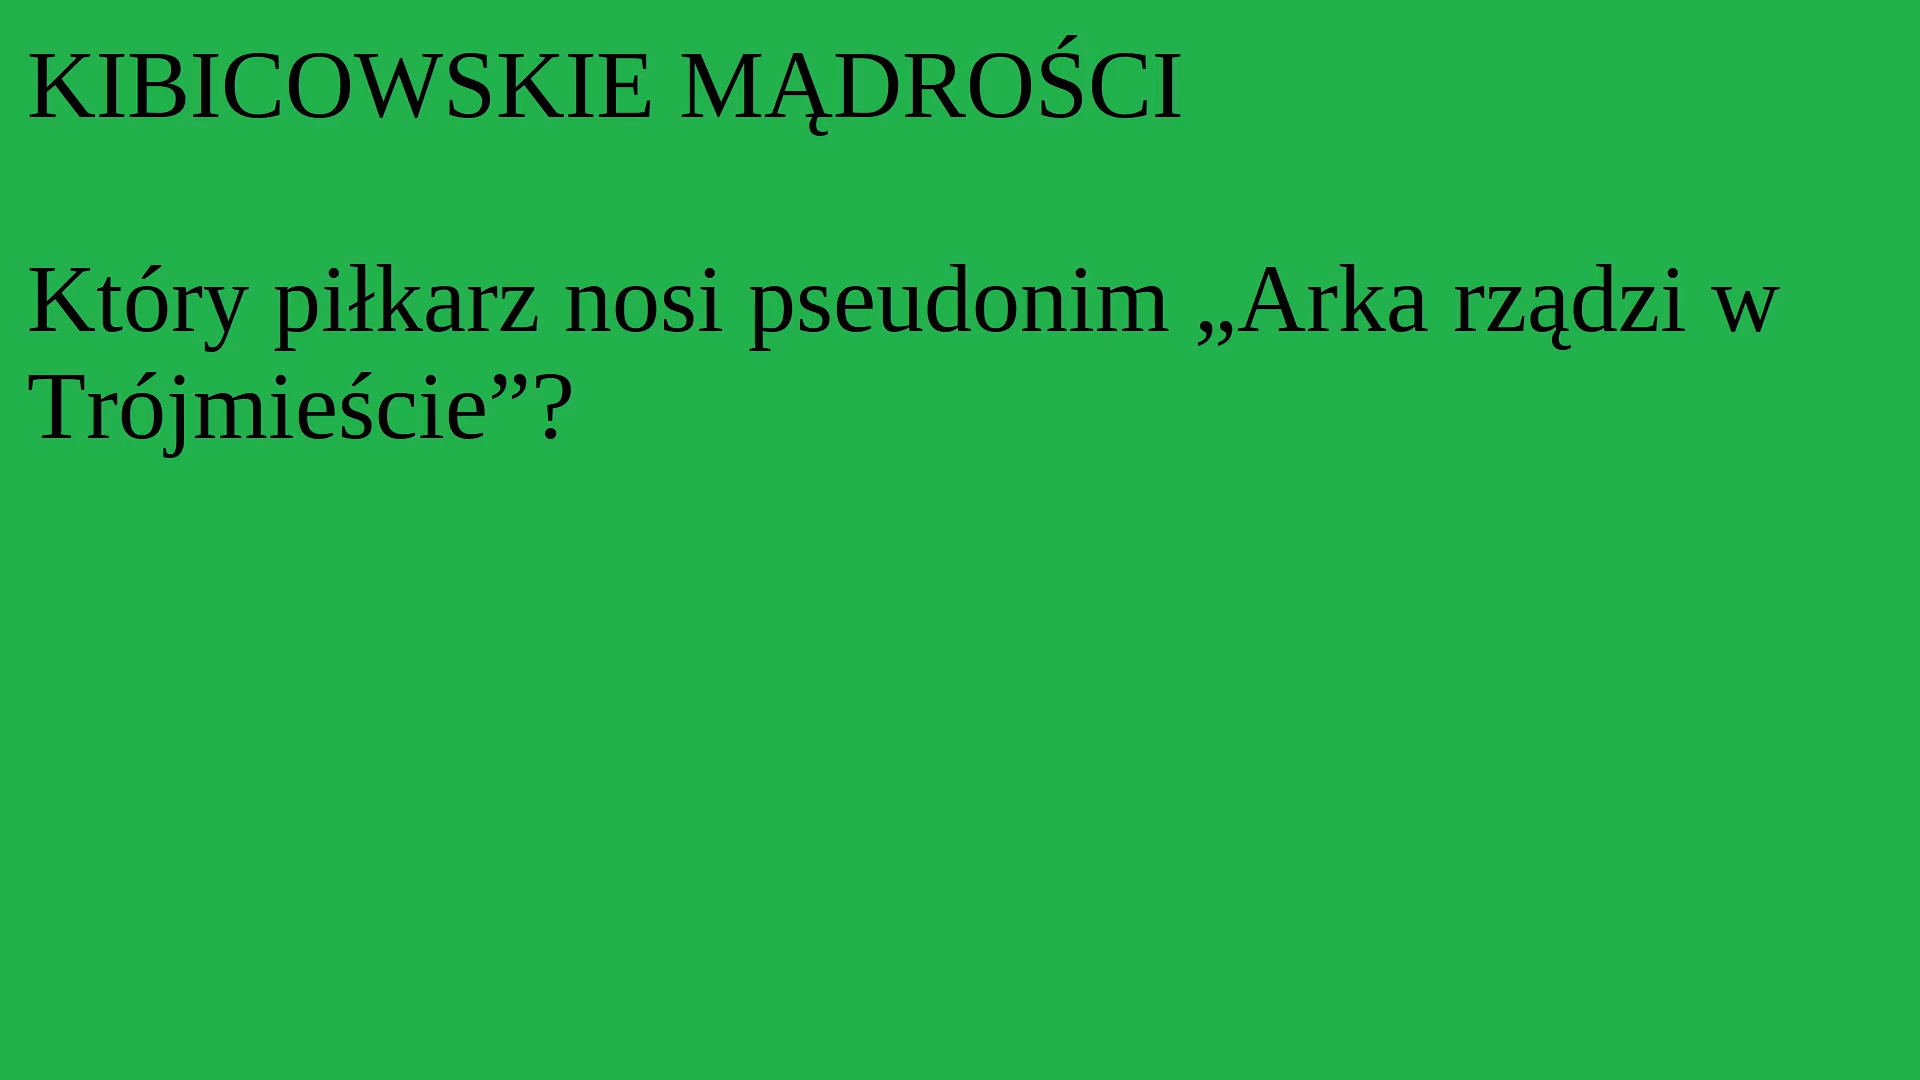 KIBICOWSKIE MĄDROŚCI
Który piłkarz nosi pseudonim „Arka rządzi w
Trójmieście”?